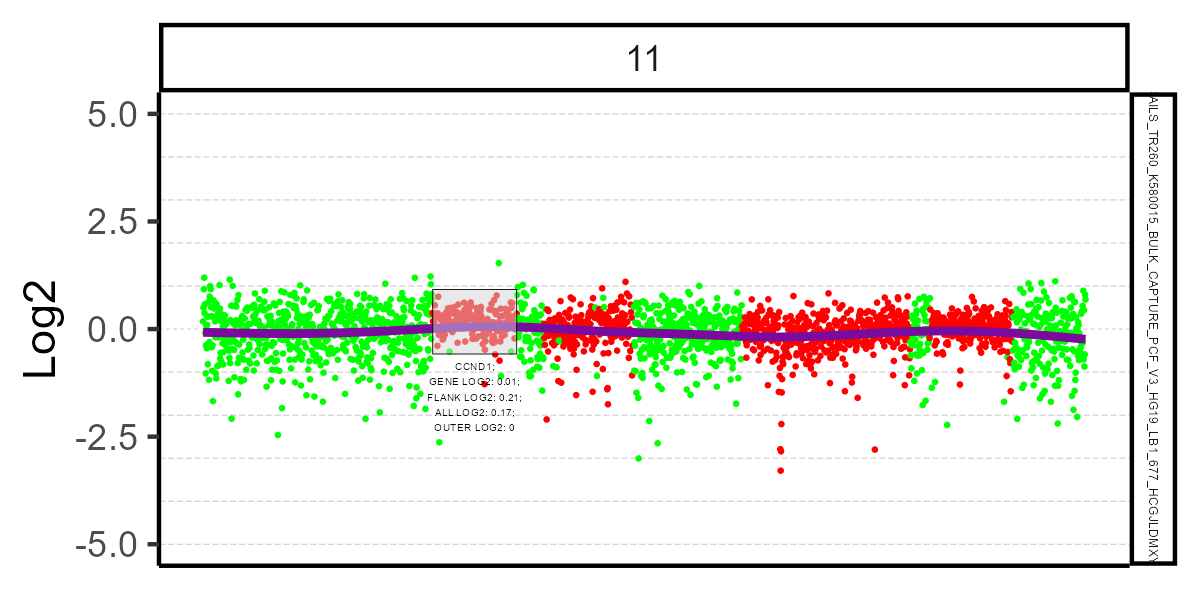 11
Log2
5.0
2.5
0.0
-2.5
-5.0
CCND1;
GENE LOG2: 0.01;
FLANK LOG2: 0.21;
ALL LOG2: 0.17;
OUTER LOG2: 0
AILS_TR260_K580015_BULK_CAPTURE_PCF_V3_HG19_LB1_677_HCGJLDMXY